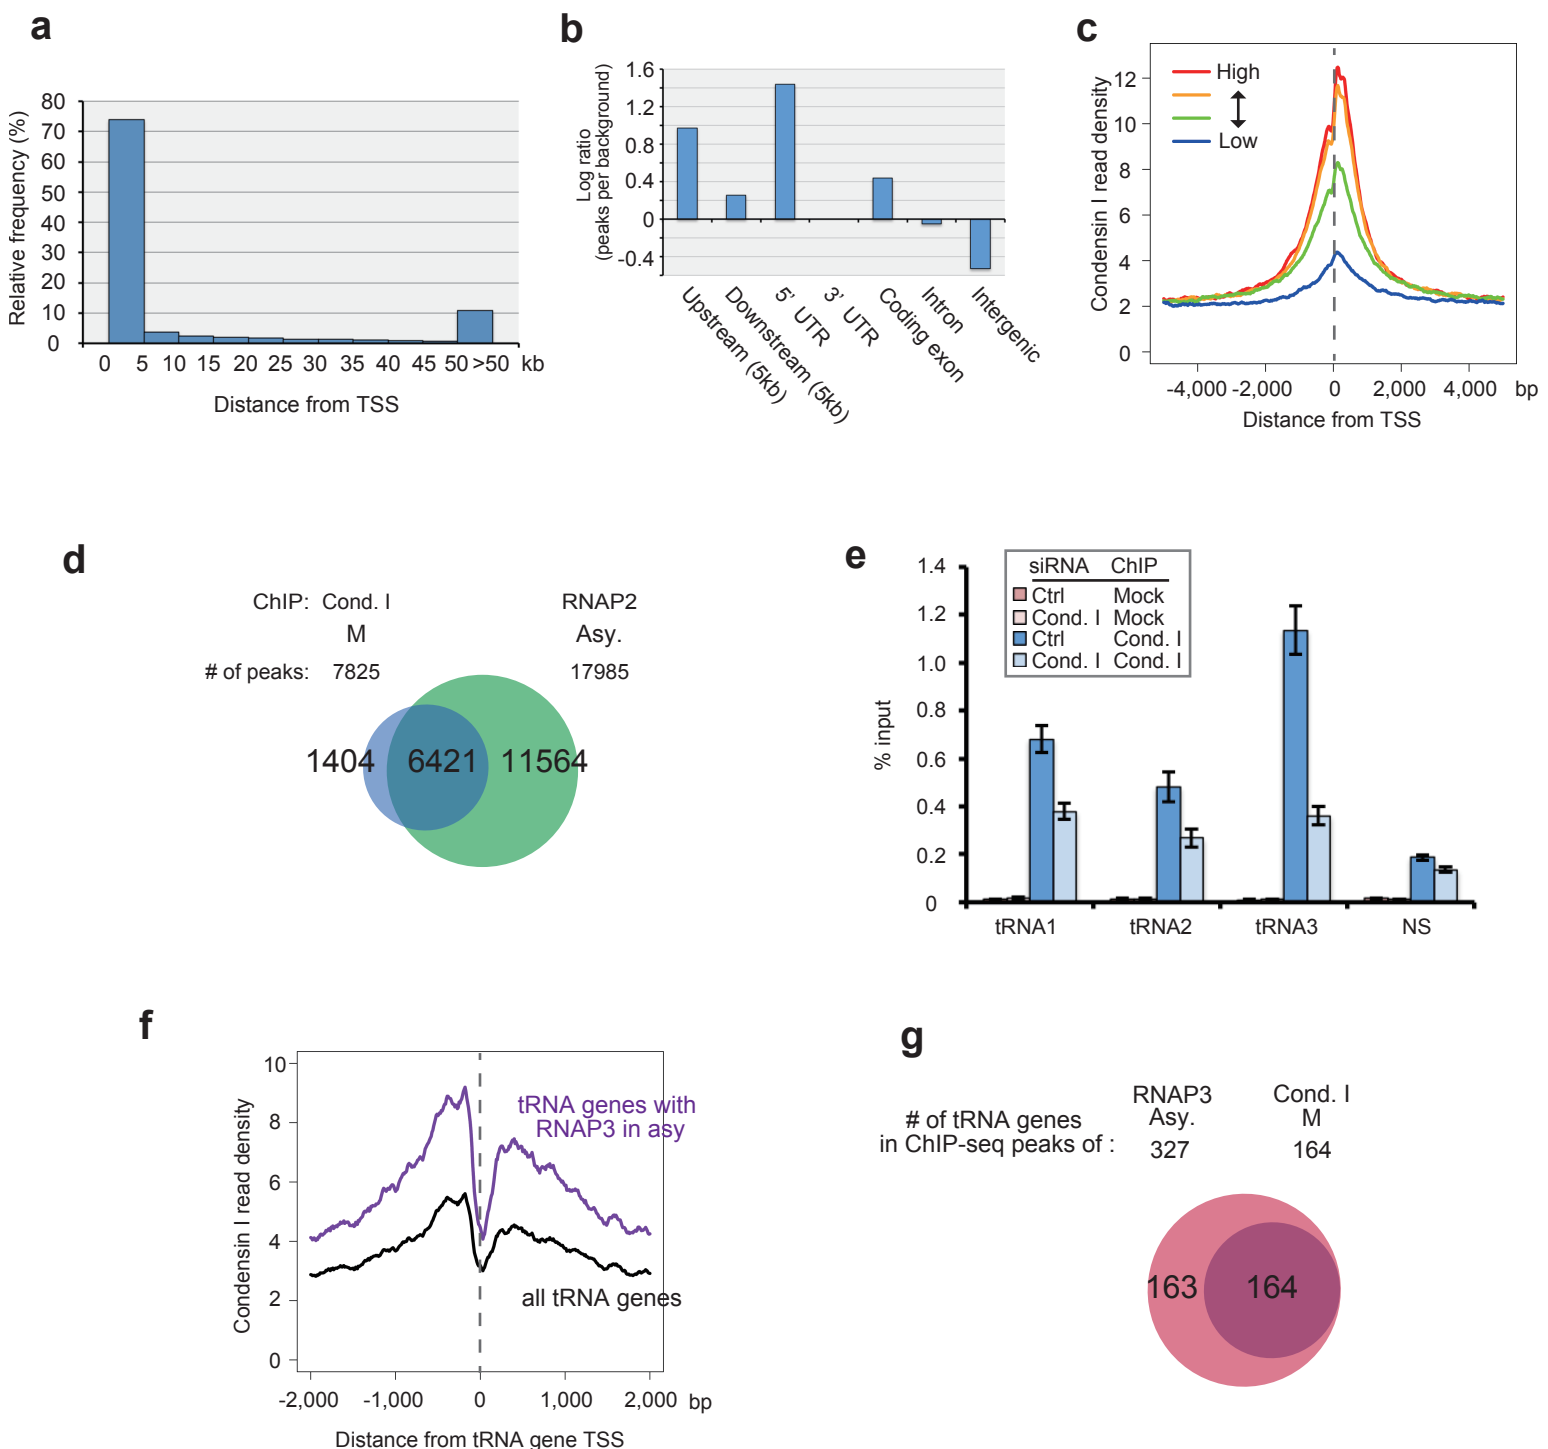 a
Relative frequency (%)
80
70
60
50
40
30
20
10
0
0 5 10 15 20 25 30 35 40 45 50 >50 kb
Distance from TSS
b
Log ratio
(peaks per background)
1.6
1.2
0.8
0.4
0
-0.4
Upstream (5kb)
Downstream (5kb)
5' UTR
3' UTR
Coding exon
Intron
Intergenic
c
Condensin I read density
12
10
8
6
4
2
0
High
Low
-4,000 -2,000 0 2,000 4,000 bp
Distance from TSS
d
ChIP: Cond. I RNAP2
M Asy.
# of peaks: 7825 17985
1404 6421 11564
e
% input
1.4
1.2
1.0
0.8
0.6
0.4
0.2
0
siRNA ChIP
Ctrl Mock
Cond. I Mock
Ctrl Cond. I
Cond. I Cond. I
tRNA1 tRNA2 tRNA3 NS
f
Condensin I read density
10
8
6
4
2
0
tRNA genes with
RNAP3 in asy
all tRNA genes
-2,000 -1,000 0 1,000 2,000 bp
Distance from tRNA gene TSS
g
RNAP3 Cond. I
Asy. M
# of tRNA genes
in ChIP-seq peaks of : 327 164
163 164